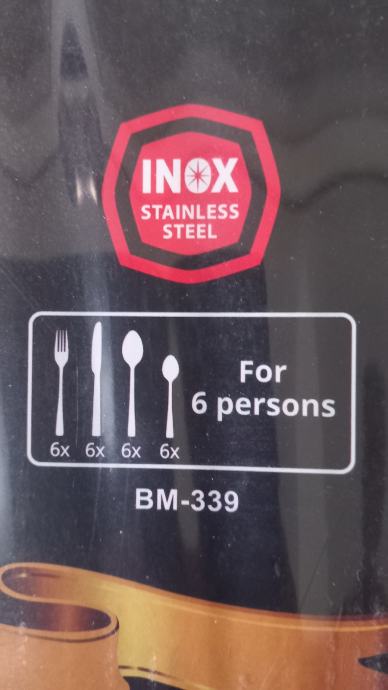 INOX
STAINLESS
STEEL
For
6 persons
6x 6x 6x 6x
BM-339